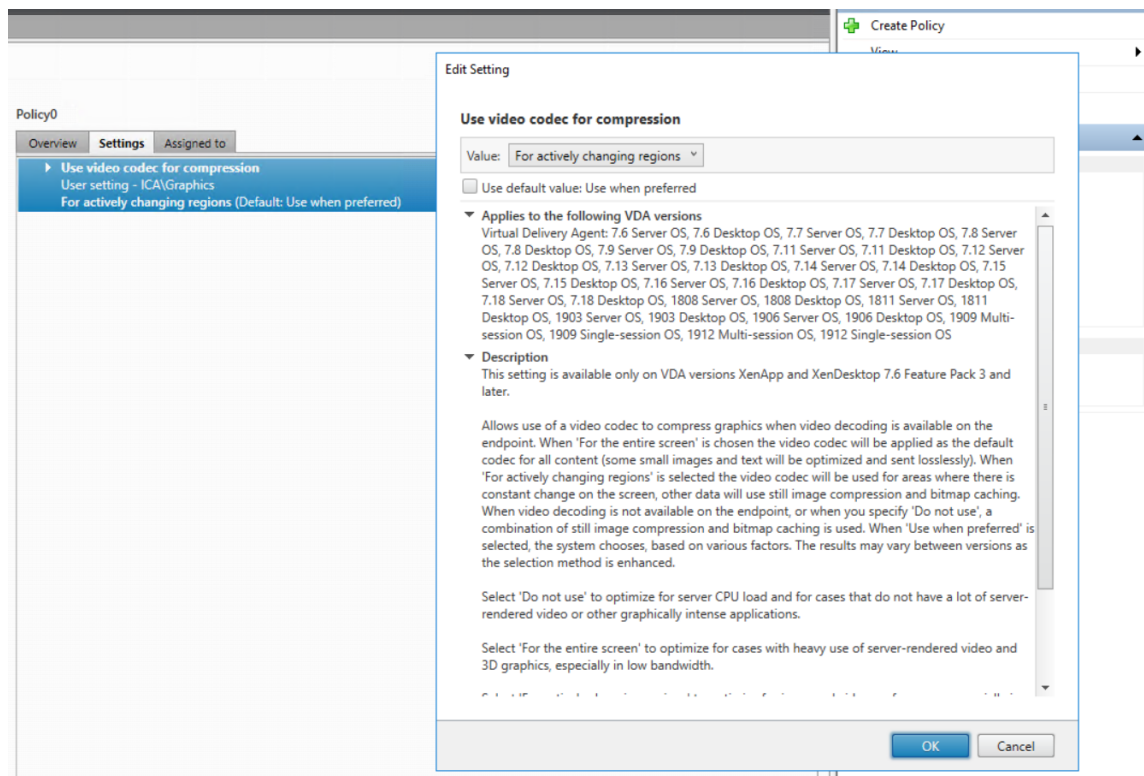 Create Policy
View
Edit Setting
Policy0
Use video codec for compression
Overview Settings Assigned to
Value: For actively changing regions
Use video codec for compression
User setting - ICA\Graphics
For actively changing regions (Default: Use when preferred)
Use default value: Use when preferred
Applies to the following VDA versions
Virtual Delivery Agent: 7.6 Server OS, 7.6 Desktop OS, 7.7 Server OS, 7.7 Desktop OS, 7.8 Server
OS, 7.8 Desktop OS, 7.9 Server OS, 7.9 Desktop OS, 7.11 Server OS, 7.11 Desktop OS, 7.12 Server
OS, 7.12 Desktop OS, 7.13 Server OS, 7.13 Desktop OS, 7.14 Server OS, 7.14 Desktop OS, 7.15
Server OS, 7.15 Desktop OS, 7.16 Server OS, 7.16 Desktop OS, 7.17 Server OS, 7.17 Desktop OS,
7.18 Server OS, 7.18 Desktop OS, 1808 Server OS, 1808 Desktop OS, 1811 Server OS, 1811
Desktop OS, 1903 Server OS, 1903 Desktop OS, 1906 Server OS, 1906 Desktop OS, 1909 Multi-
session OS, 1909 Single-session OS, 1912 Multi-session OS, 1912 Single-session OS
Description
This setting is available only on VDA versions XenApp and XenDesktop 7.6 Feature Pack 3 and
later.
Allows use of a video codec to compress graphics when video decoding is available on the
endpoint. When 'For the entire screen' is chosen the video codec will be applied as the default
codec for all content (some small images and text will be optimized and sent losslessly). When
'For actively changing regions' is selected the video codec will be used for areas where there is
constant change on the screen, other data will use still image compression and bitmap caching.
When video decoding is not available on the endpoint, or when you specify 'Do not use', a
combination of still image compression and bitmap caching is used. When 'Use when preferred' is
selected, the system chooses, based on various factors. The results may vary between versions as
the selection method is enhanced.
Select 'Do not use' to optimize for server CPU load and for cases that do not have a lot of server-
rendered video or other graphically intense applications.
Select 'For the entire screen' to optimize for cases with heavy use of server-rendered video and
3D graphics, especially in low bandwidth.
OK Cancel